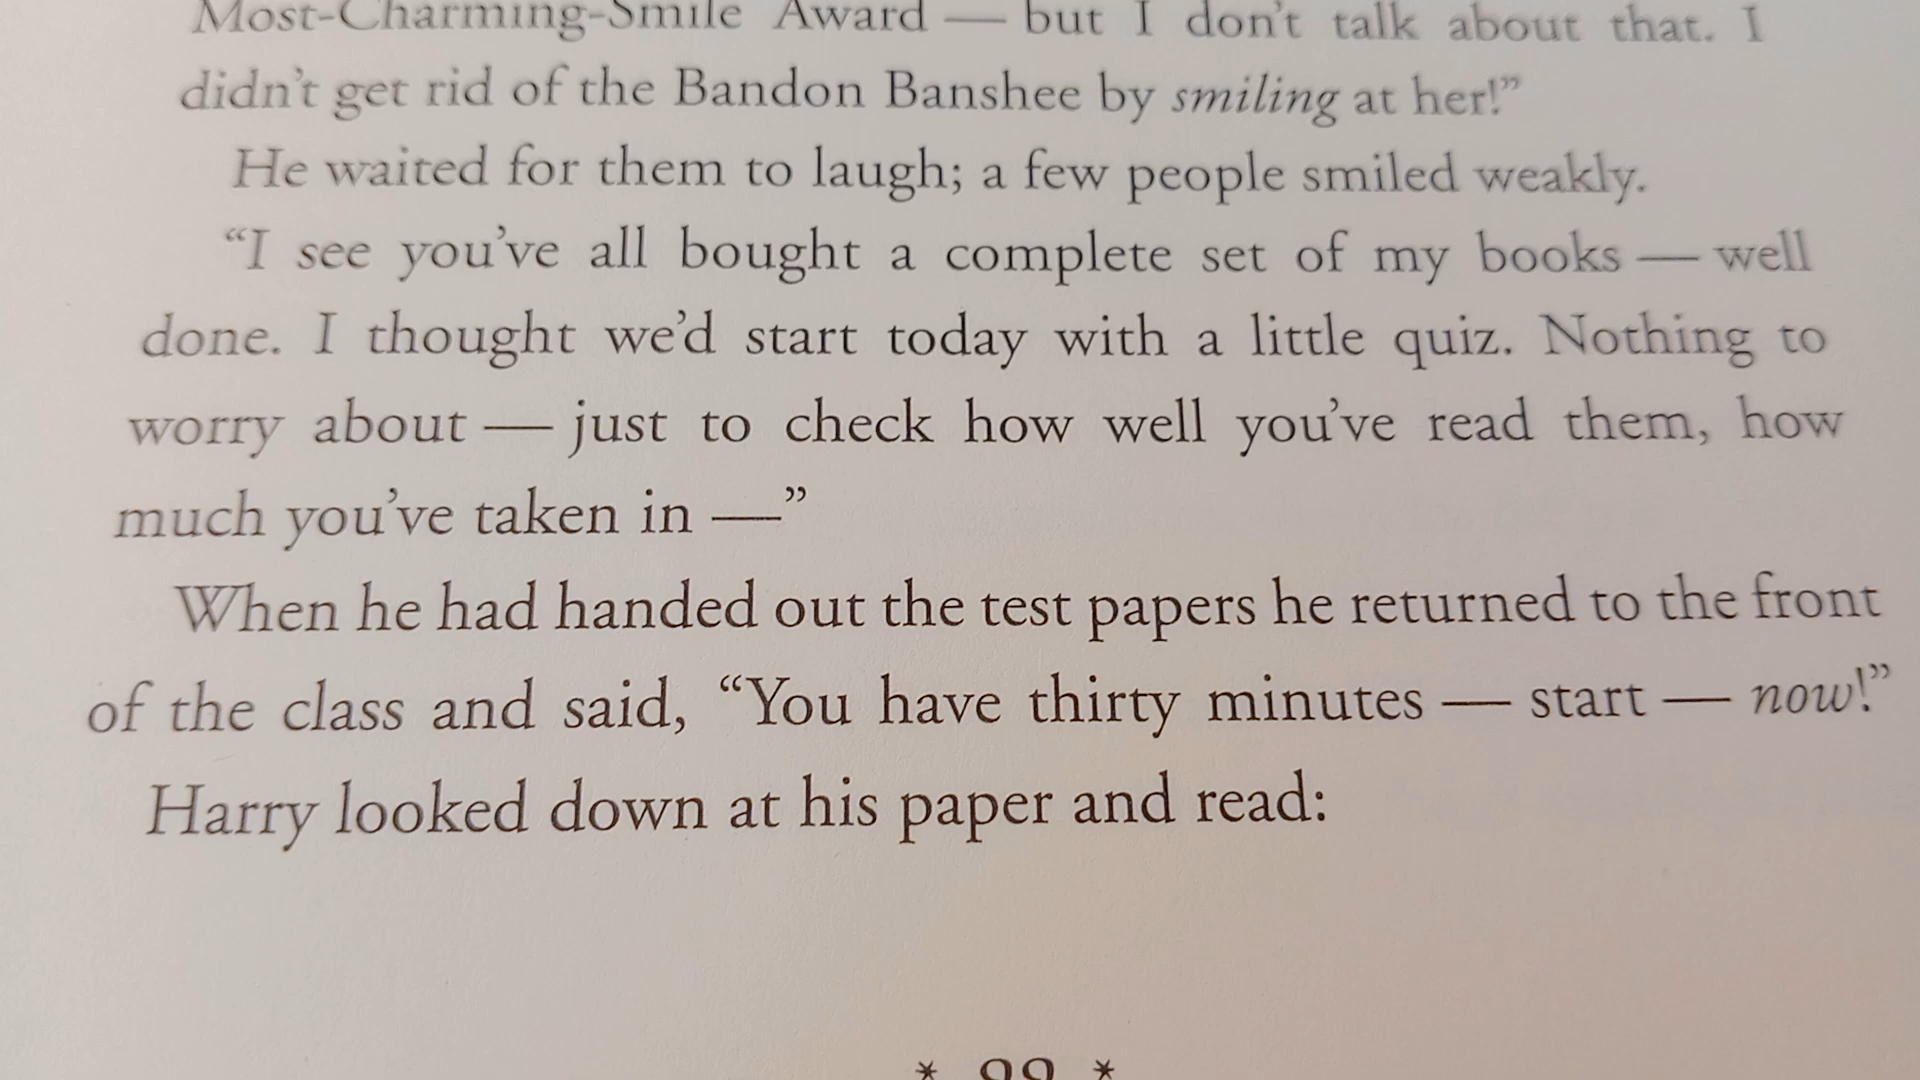 Most-Charming-Smile Award — but I don't talk about that. I
didn't get rid of the Bandon Banshee by smiling at her!”
He waited for them to laugh; a few people smiled weakly.
“I see you've all bought a complete set of my books — well
done. I thought we'd start today with a little quiz. Nothing to
worry about — just to check how well you've read them, how
much you've taken in —”
When he had handed out the test papers he returned to the front
of the class and said, “You have thirty minutes — start — now!”
Harry looked down at his paper and read:
* 99 *